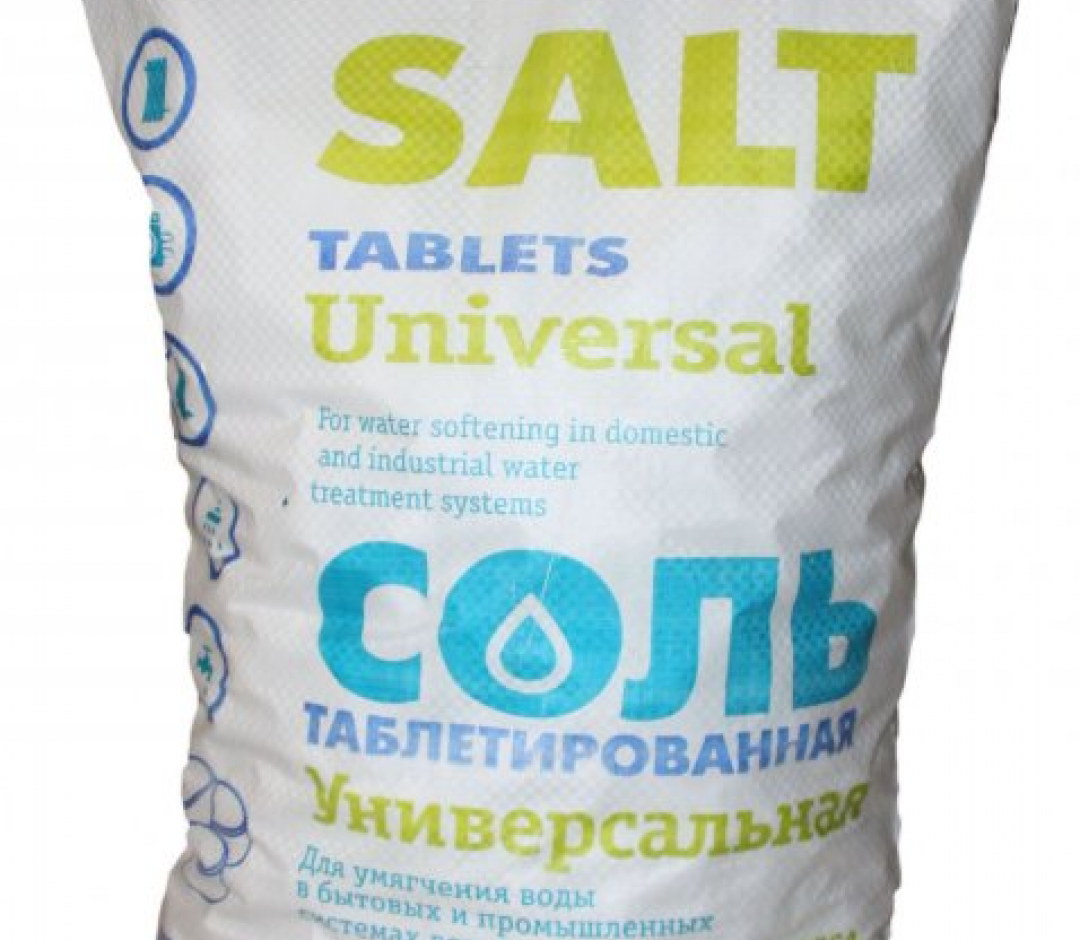 SALT
TABLETS
Universal
For water softening in domestic
and industrial water
treatment systems
СОЛЬ
ТАБЛЕТИРОВАННАЯ
Универсальная
Для умягчения воды
в бытовых и промышленных
системах